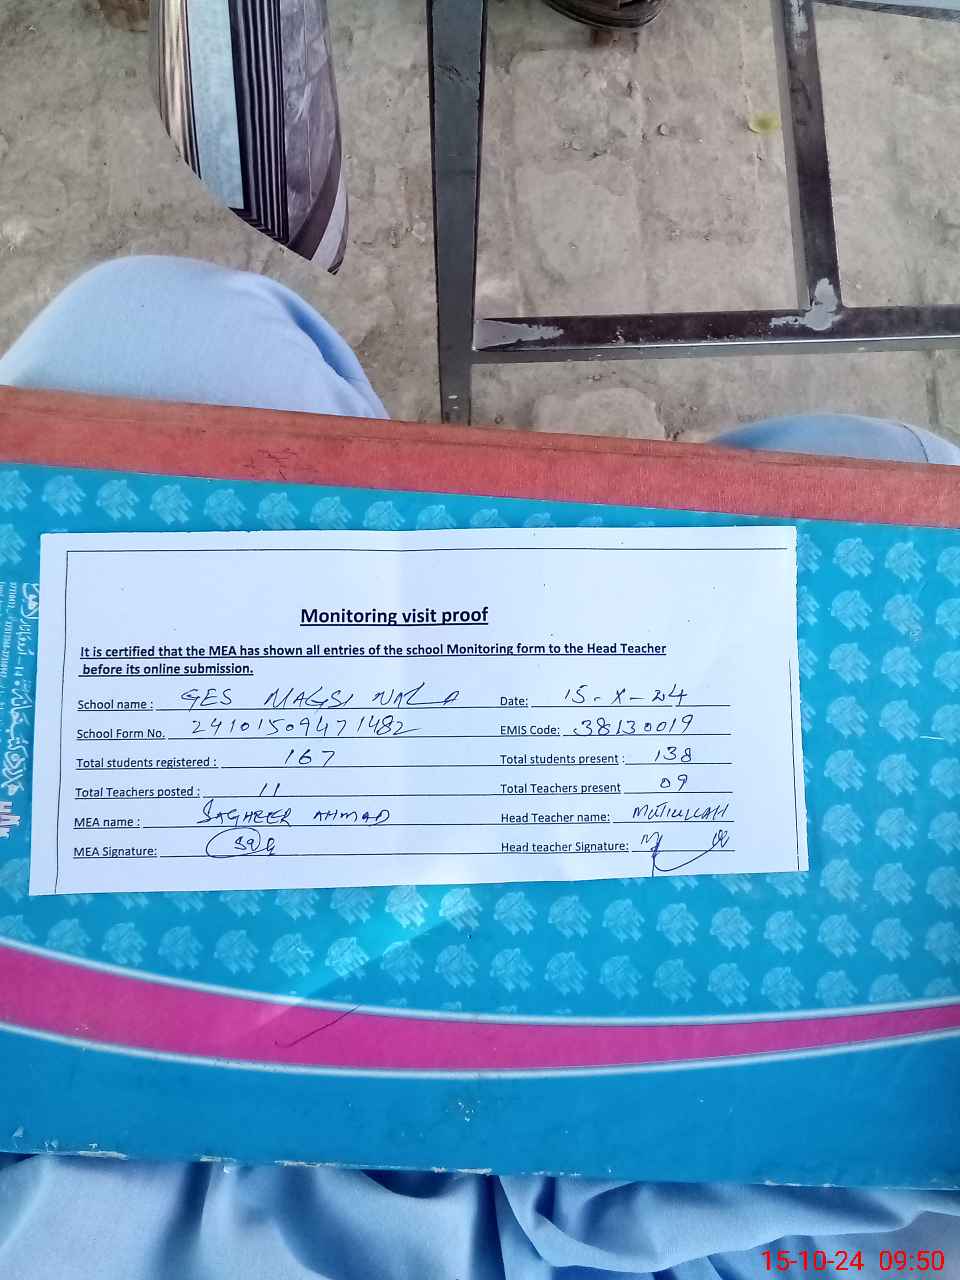 Monitoring visit proof
It is certified that the MEA has shown all entries of the school Monitoring form to the Head Teacher
before its online submission.
School name : GES MAGSI NALA Date: 15-X-24
School Form No. 24101509471482 EMIS Code: 38130019
Total students registered : 167 Total students present : 138
Total Teachers posted : 11 Total Teachers present 09
MEA name : SAGHEER AHMAD Head Teacher name: MUTIULLAH
MEA Signature: Head teacher Signature:
15-10-24 09:50